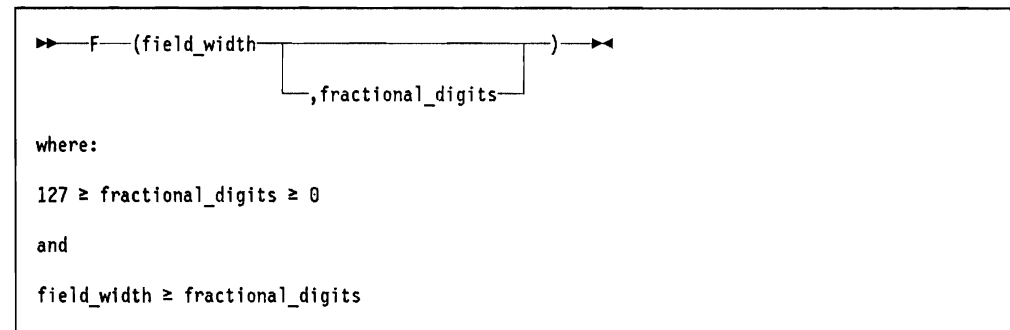 ▶▶──F──(field_width──)──▶◀
,fractional_digits
where:
127 ≥ fractional_digits ≥ 0
and
field_width ≥ fractional_digits